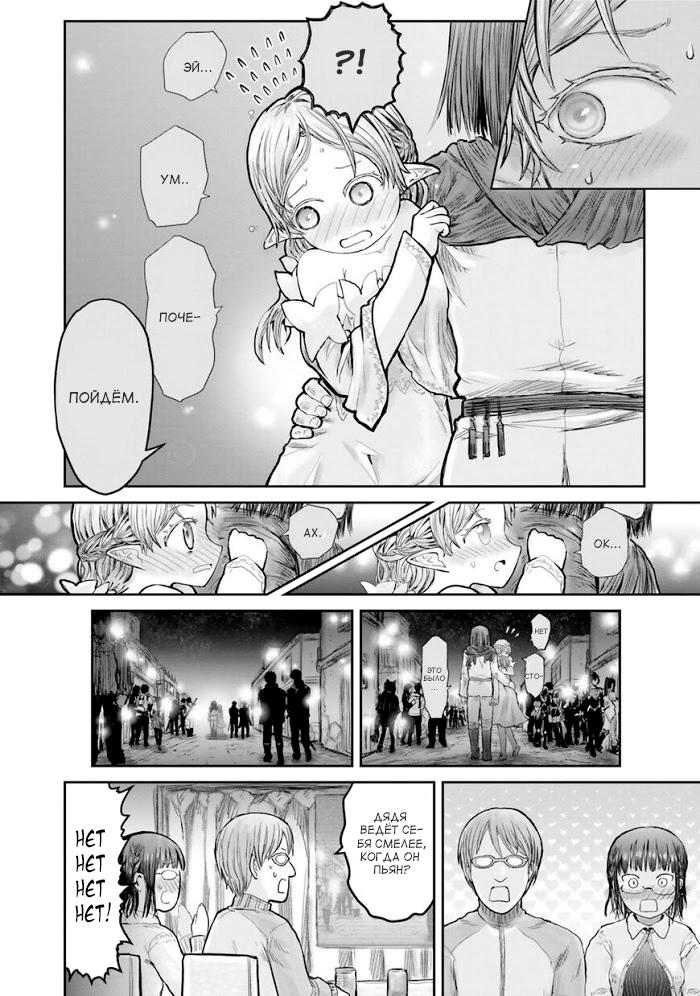 ?!
ЭЙ...
УМ..
ПОЧЕ-
ПОЙДЁМ.
ОК...
АХ.
НЕТ
СТО-
ЭТО
БЫЛО
...
ДЯДЯ
ВЕДЁТ СЕ-
БЯ СМЕЛЕЕ,
КОГДА ОН
ПЬЯН?
НЕТ
НЕТ
НЕТ
НЕТ!